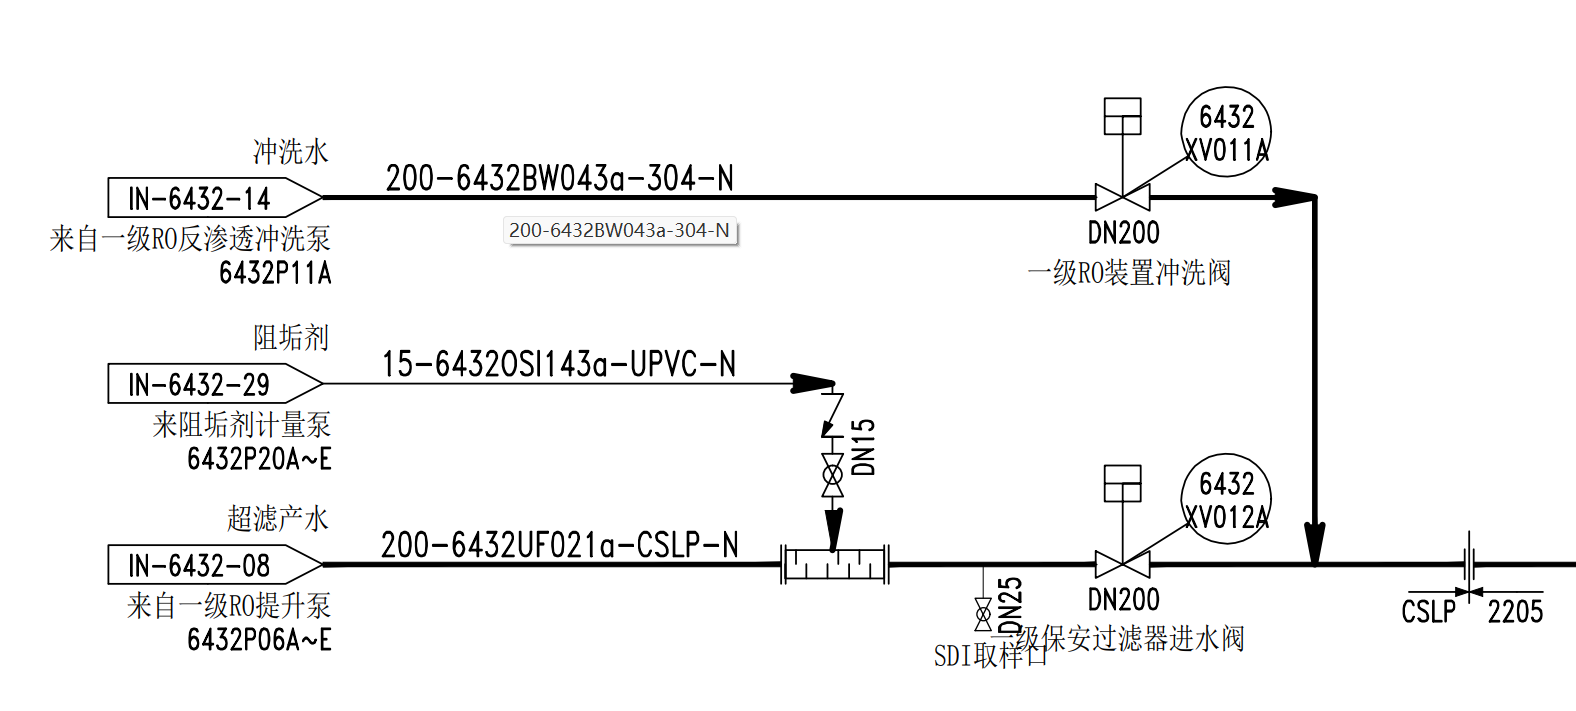 冲洗水
IN-6432-14
来自一级RO反渗透冲洗泵
6432P11A
200-6432BW043a-304-N
200-6432BW043a-304-N
6432
XV011A
DN200
一级RO装置冲洗阀
阻垢剂
IN-6432-29
来阻垢剂计量泵
6432P20A~E
15-6432OSI143a-UPVC-N
DN15
超滤产水
IN-6432-08
来自一级RO提升泵
6432P06A~E
200-6432UF021a-CSLP-N
DN25
SDI取样口
6432
XV012A
DN200
一级保安过滤器进水阀
CSLP
2205